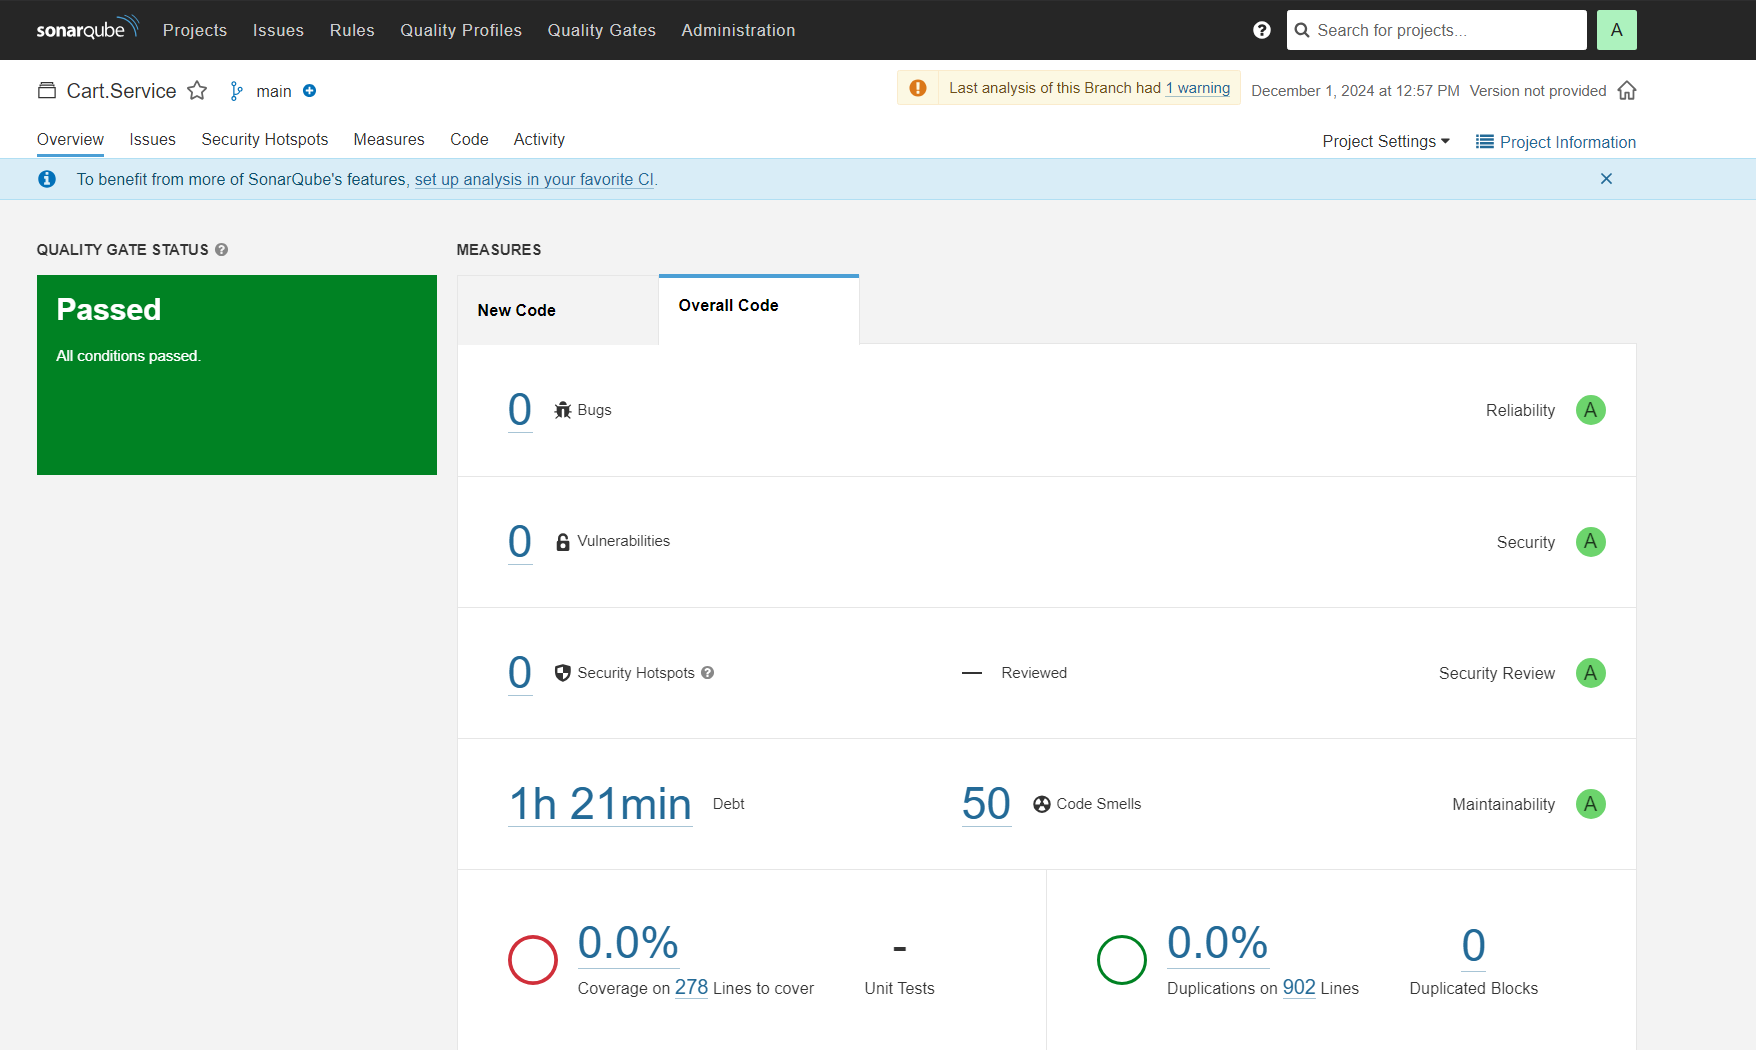 sonarqube Projects Issues Rules Quality Profiles Quality Gates Administration ? Search for projects... A
Cart.Service main Last analysis of this Branch had 1 warning December 1, 2024 at 12:57 PM Version not provided
Overview Issues Security Hotspots Measures Code Activity Project Settings Project Information
To benefit from more of SonarQube's features, set up analysis in your favorite CI.
QUALITY GATE STATUS ?
Passed
All conditions passed.
MEASURES
New Code Overall Code
0 Bugs Reliability A
0 Vulnerabilities Security A
0 Security Hotspots ? — Reviewed Security Review A
1h 21min Debt 50 Code Smells Maintainability A
0.0% - 
Coverage on 278 Lines to cover Unit Tests
0.0% 0
Duplications on 902 Lines Duplicated Blocks